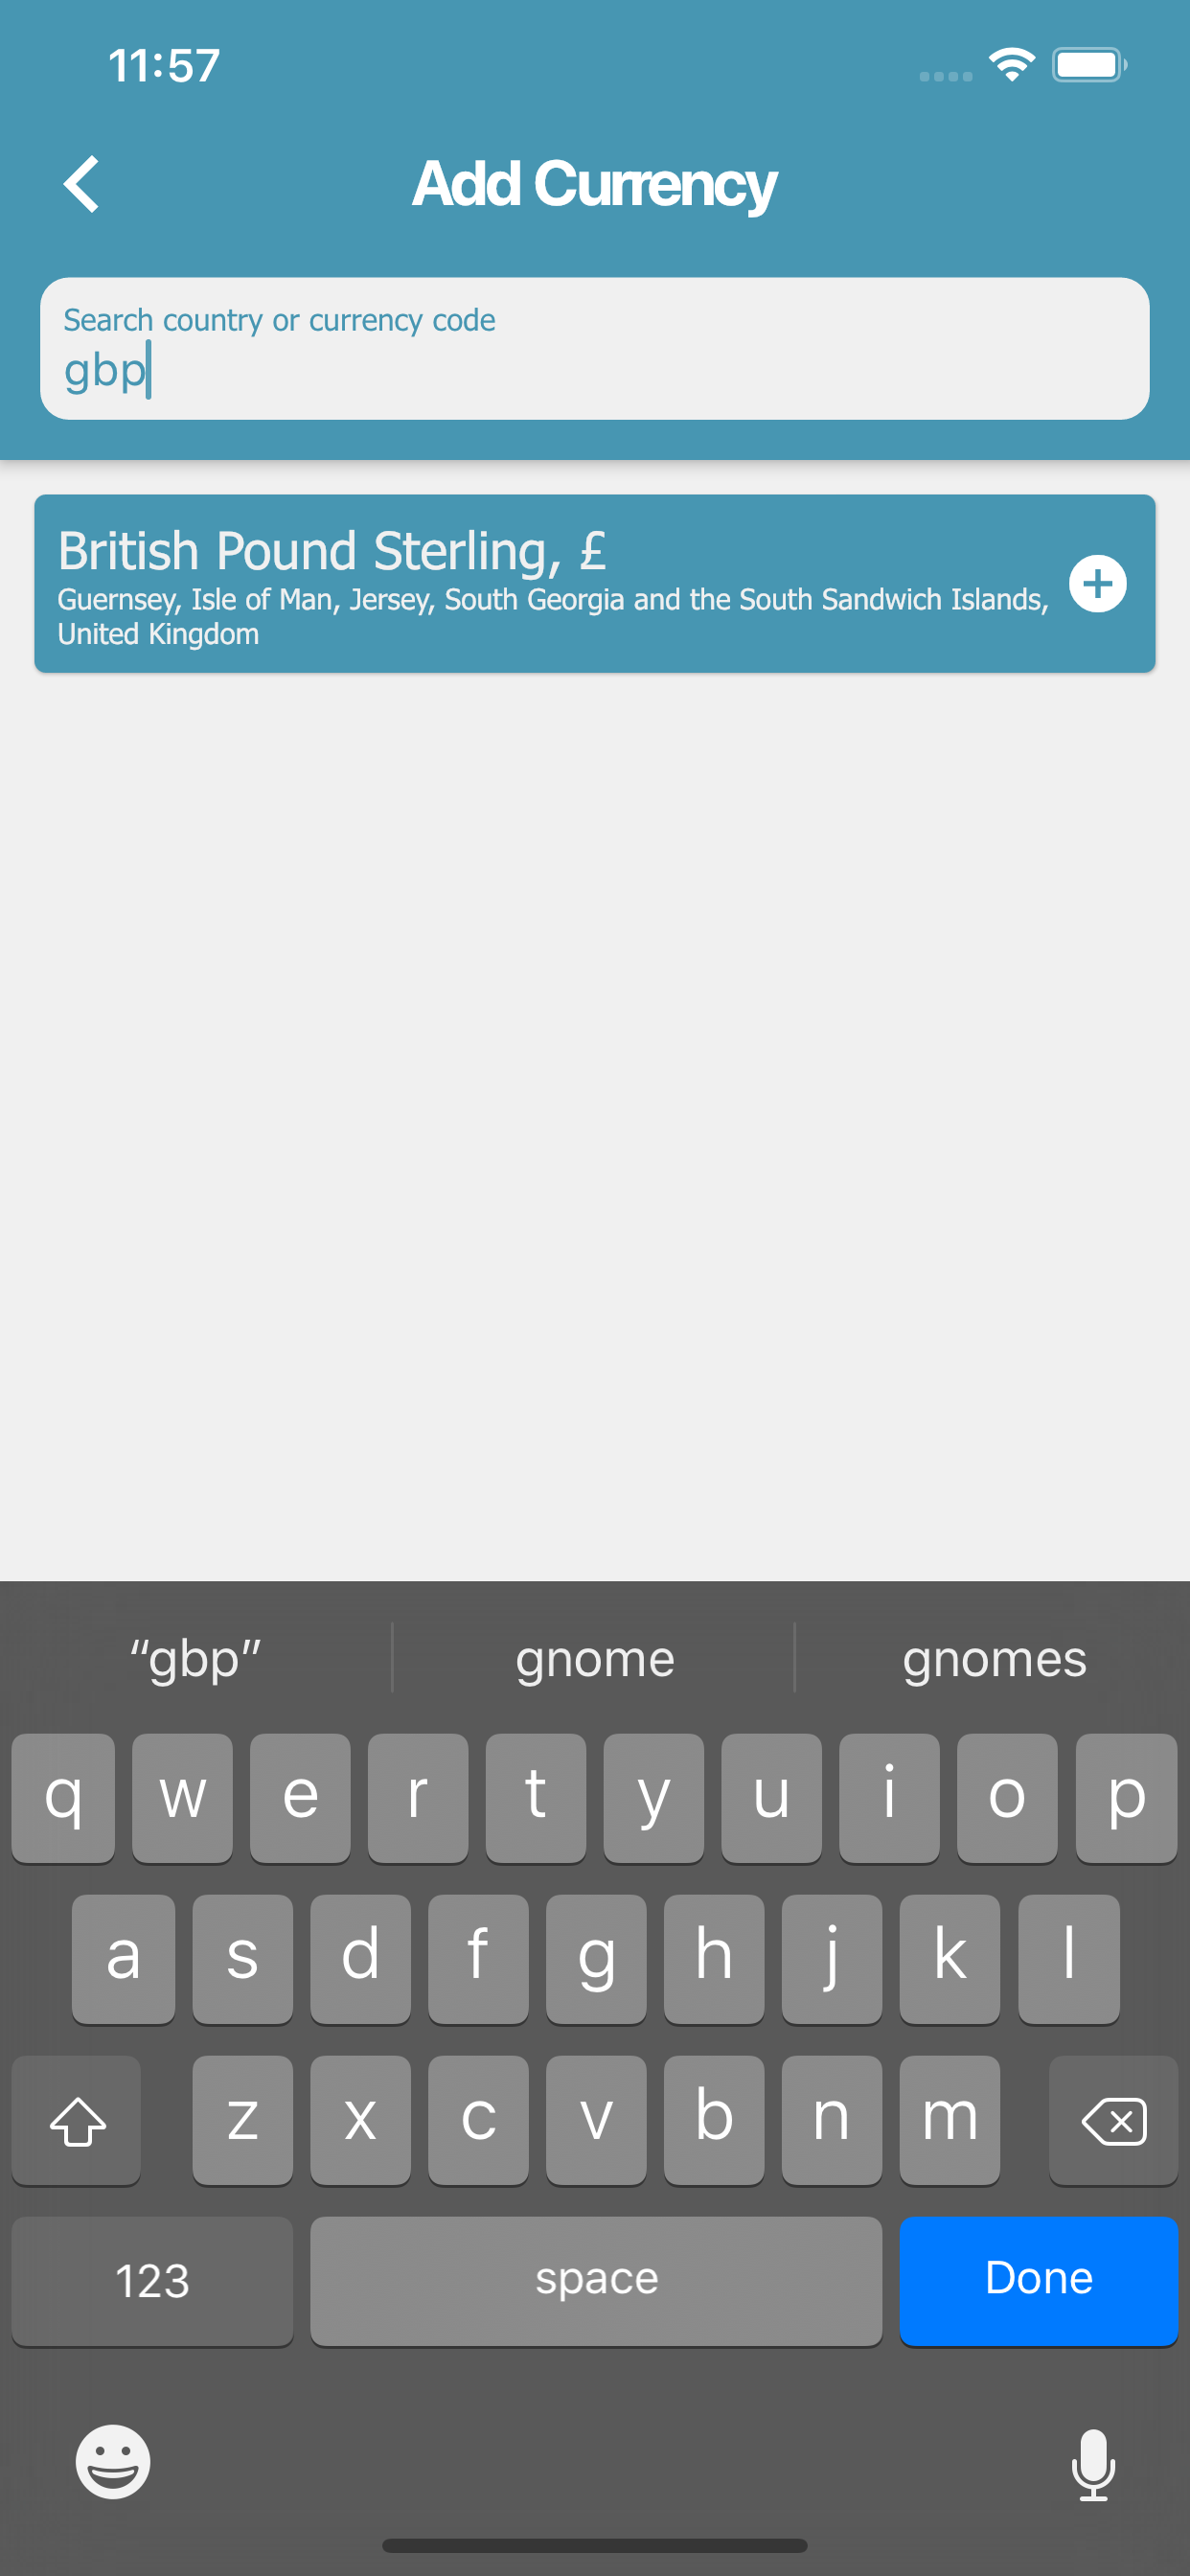 11:57
Add Currency
Search country or currency code
gbp
British Pound Sterling, £
Guernsey, Isle of Man, Jersey, South Georgia and the South Sandwich Islands,
United Kingdom
“gbp” gnome gnomes
q w e r t y u i o p
a s d f g h j k l
z x c v b n m
123 space Done